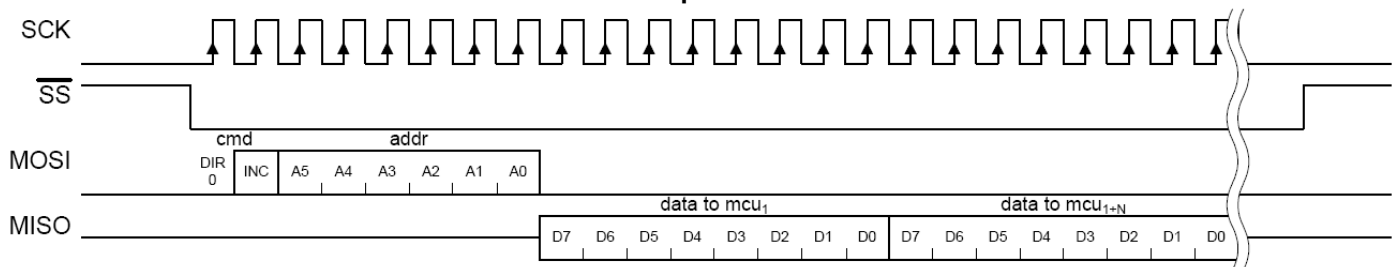 SCK
SS
cmd addr
MOSI DIR 0 INC A5 A4 A3 A2 A1 A0
data to mcu1 data to mcu1+N
MISO D7 D6 D5 D4 D3 D2 D1 D0 D7 D6 D5 D4 D3 D2 D1 D0